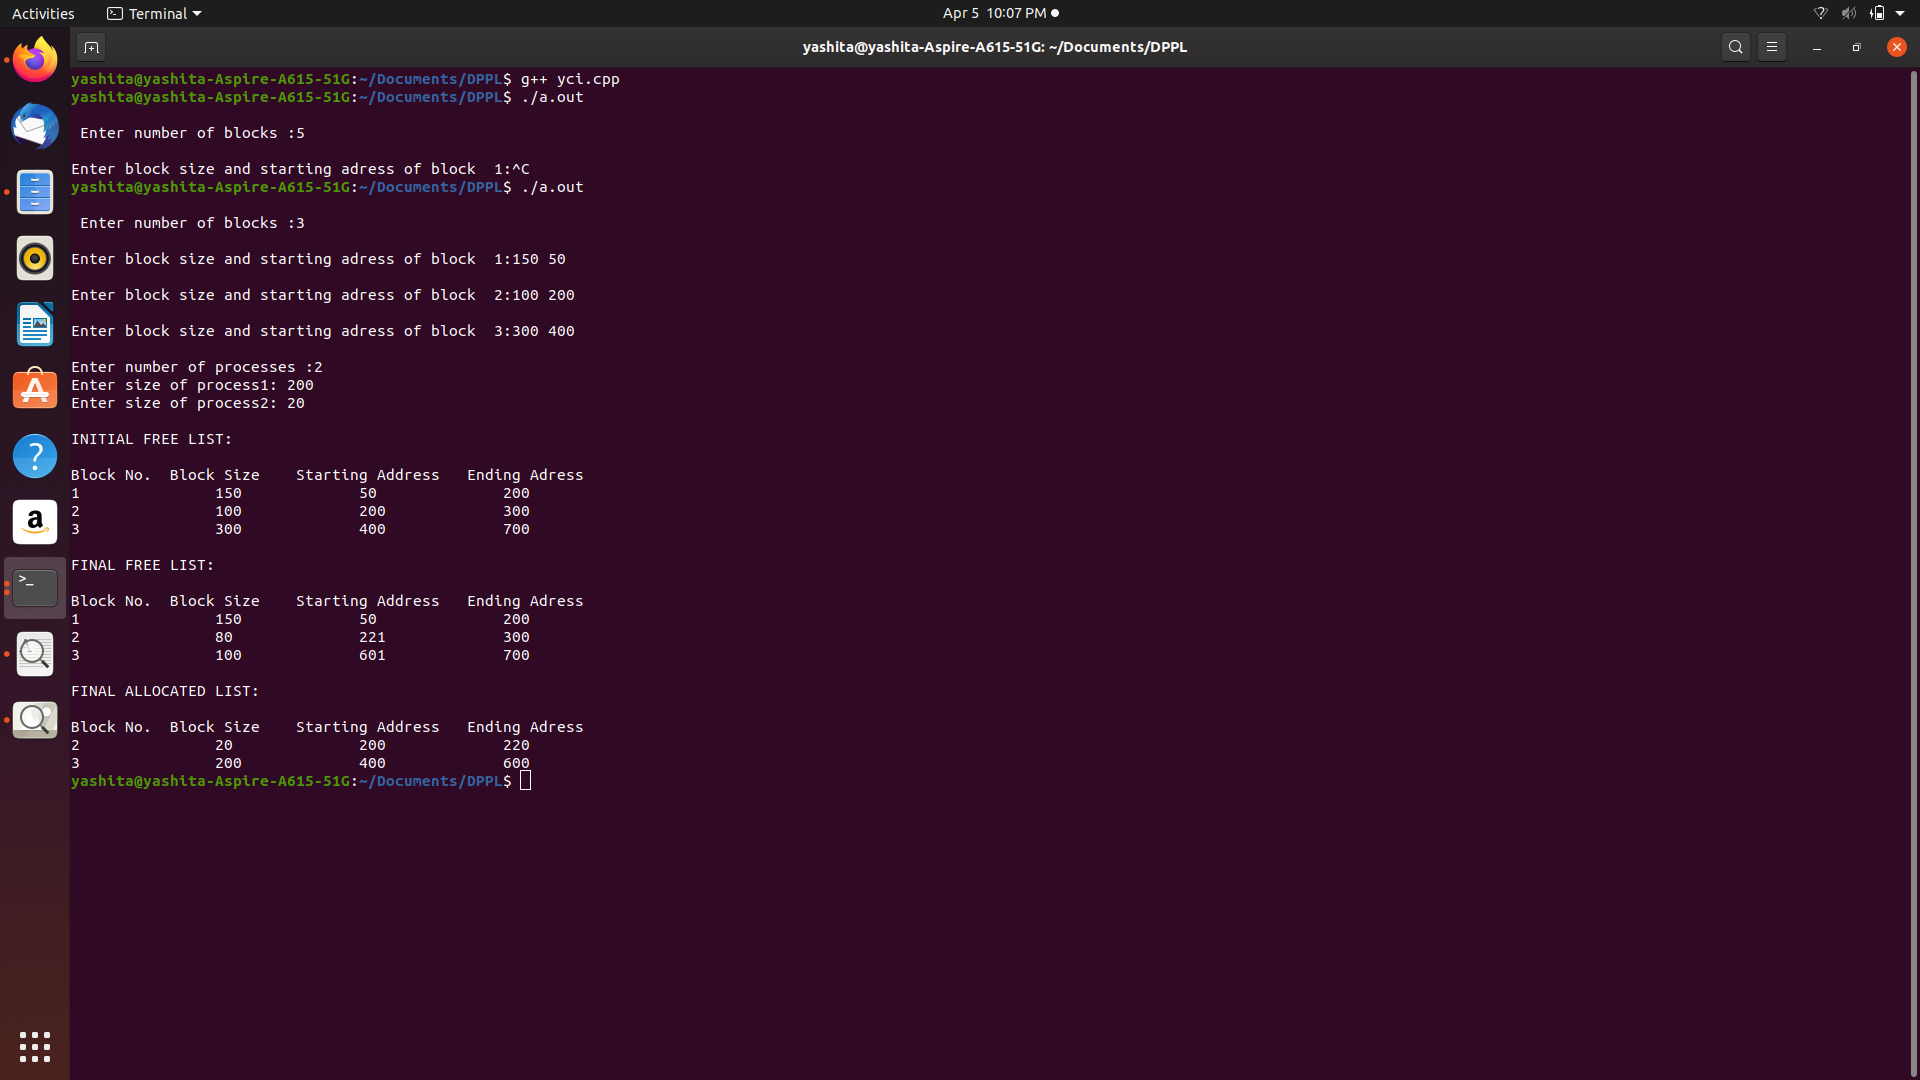 Activities Terminal Apr 5 10:07 PM
yashita@yashita-Aspire-A615-51G: ~/Documents/DPPL
yashita@yashita-Aspire-A615-51G:~/Documents/DPPL$ g++ yci.cpp
yashita@yashita-Aspire-A615-51G:~/Documents/DPPL$ ./a.out
Enter number of blocks :5
Enter block size and starting adress of block  1:^C
yashita@yashita-Aspire-A615-51G:~/Documents/DPPL$ ./a.out
Enter number of blocks :3
Enter block size and starting adress of block  1:150 50
Enter block size and starting adress of block  2:100 200
Enter block size and starting adress of block  3:300 400
Enter number of processes :2
Enter size of process1: 200
Enter size of process2: 20
INITIAL FREE LIST:
Block No.  Block Size    Starting Address   Ending Adress
1               150             50              200
2               100             200             300
3               300             400             700
FINAL FREE LIST:
Block No.  Block Size    Starting Address   Ending Adress
1               150             50              200
2               80              221             300
3               100             601             700
FINAL ALLOCATED LIST:
Block No.  Block Size    Starting Address   Ending Adress
2               20              200             220
3               200             400             600
yashita@yashita-Aspire-A615-51G:~/Documents/DPPL$